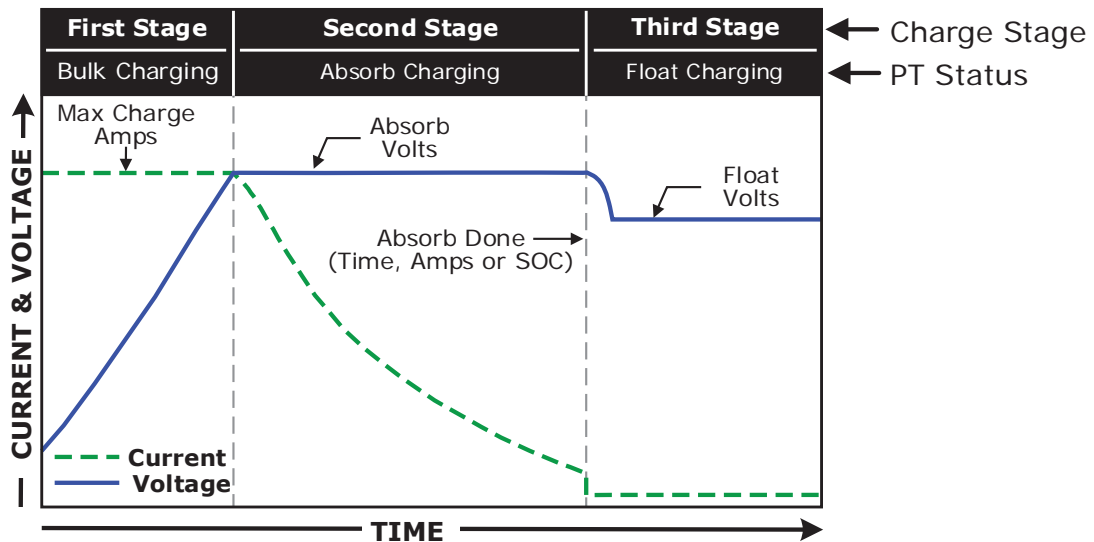 First Stage
Second Stage
Third Stage
Charge Stage
Bulk Charging
Absorb Charging
Float Charging
PT Status
Max Charge
Amps
Absorb
Volts
Float
Volts
Absorb Done
(Time, Amps or SOC)
CURRENT & VOLTAGE
Current
Voltage
TIME